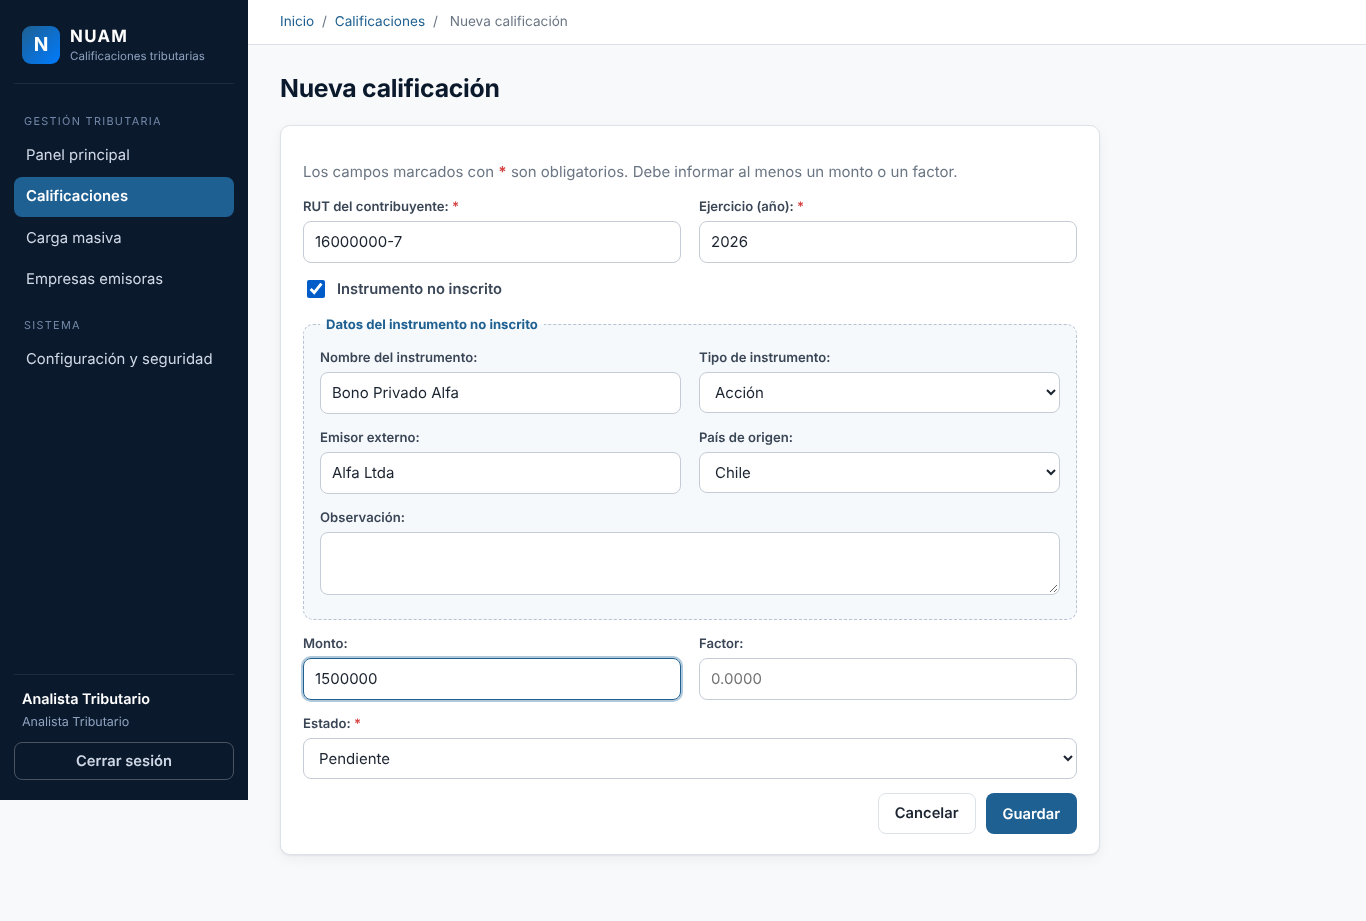 N
NUAM
Calificaciones tributarias
GESTIÓN TRIBUTARIA
Panel principal
Calificaciones
Carga masiva
Empresas emisoras
SISTEMA
Configuración y seguridad
Analista Tributario
Analista Tributario
Cerrar sesión
Inicio / Calificaciones / Nueva calificación
Nueva calificación
Los campos marcados con * son obligatorios. Debe informar al menos un monto o un factor.
RUT del contribuyente: *
16000000-7
Ejercicio (año): *
2026
Instrumento no inscrito
Datos del instrumento no inscrito
Nombre del instrumento:
Bono Privado Alfa
Tipo de instrumento:
Acción
Emisor externo:
Alfa Ltda
País de origen:
Chile
Observación:
Monto:
1500000
Factor:
0.0000
Estado: *
Pendiente
Cancelar
Guardar